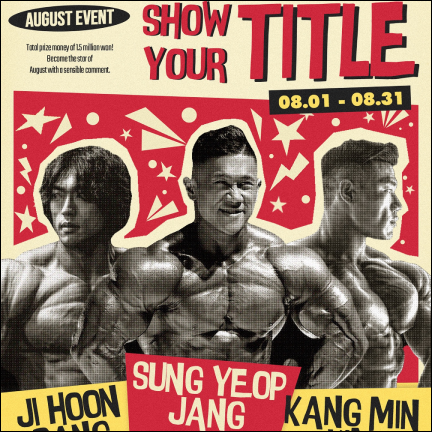 AUGUST EVENT
Total prize money of 1.5 million won!
Become the star of
August with a sensible comment.
SHOW
YOUR
TITLE
08.01 - 08.31
JI HOON
SUNG YEOP
JANG
KANG MIN